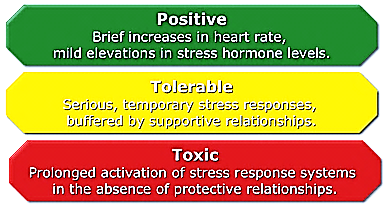 Positive
Brief increases in heart rate,
mild elevations in stress hormone levels.
Tolerable
Serious, temporary stress responses,
buffered by supportive relationships.
Toxic
Prolonged activation of stress response systems
in the absence of protective relationships.